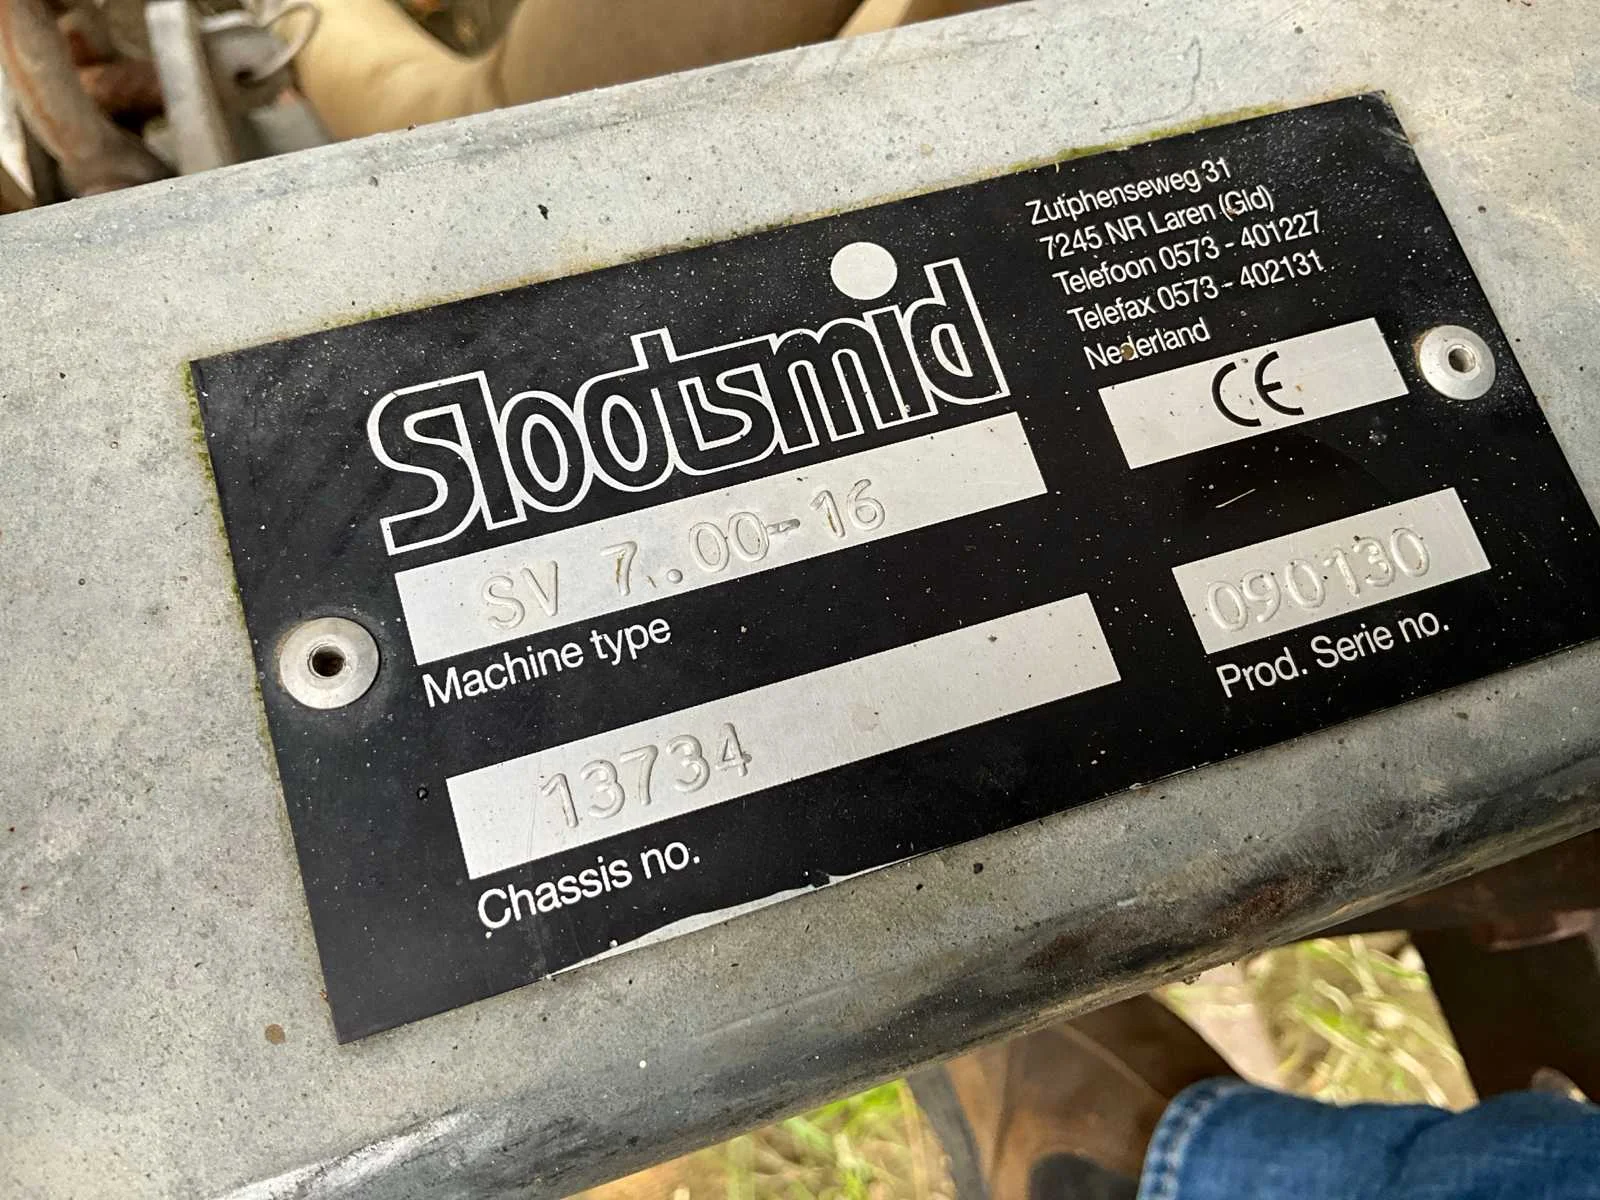 Slootsmid
Zutphenseweg 31
7245 NR Laren (Gld)
Telefoon 0573 - 401227
Telefax 0573 - 402131
Nederland
CE
SV 7.00-16
Machine type
090130
Prod. Serie no.
13734
Chassis no.